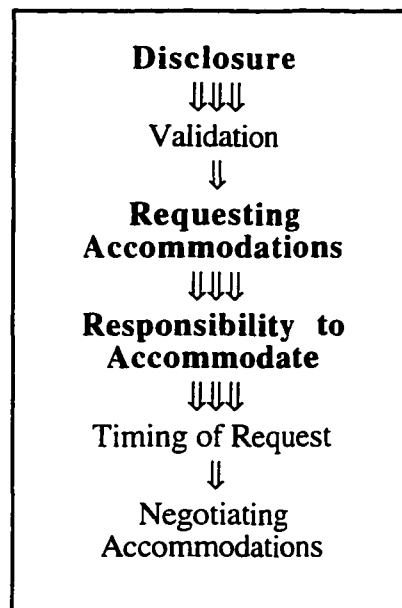 Disclosure
⇓⇓⇓
Validation
⇓
Requesting
Accommodations
⇓⇓⇓
Responsibility to
Accommodate
⇓⇓⇓
Timing of Request
⇓
Negotiating
Accommodations